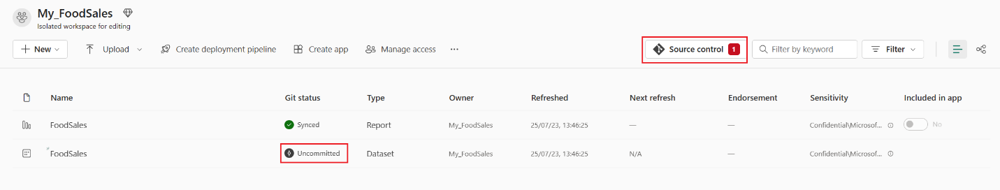 My_FoodSales
Isolated workspace for editing
New Upload Create deployment pipeline Create app Manage access ... Source control 1 Filter by keyword Filter
Name Git status Type Owner Refreshed Next refresh Endorsement Sensitivity Included in app
FoodSales Synced Report My_FoodSales 25/07/23, 13:46:25 — — Confidential\Microsof... No
FoodSales Uncommitted Dataset My_FoodSales 25/07/23, 13:46:25 N/A — Confidential\Microsof...